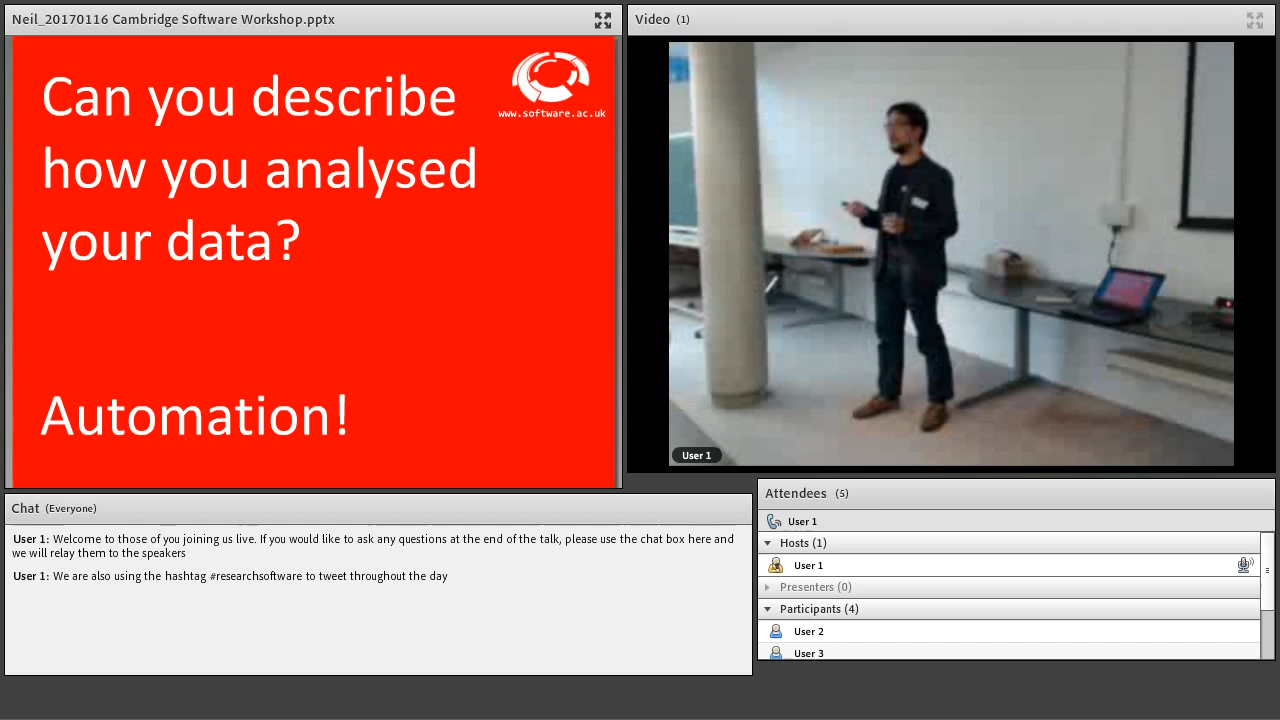 Neil_20170116 Cambridge Software Workshop.pptx
Can you describe
how you analysed
your data?
Automation!
www.software.ac.uk
Video (1)
User 1
Chat (Everyone)
User 1: Welcome to those of you joining us live. If you would like to ask any questions at the end of the talk, please use the chat box here and
we will relay them to the speakers
User 1: We are also using the hashtag #researchsoftware to tweet throughout the day
Attendees (5)
User 1
Hosts (1)
User 1
Presenters (0)
Participants (4)
User 2
User 3